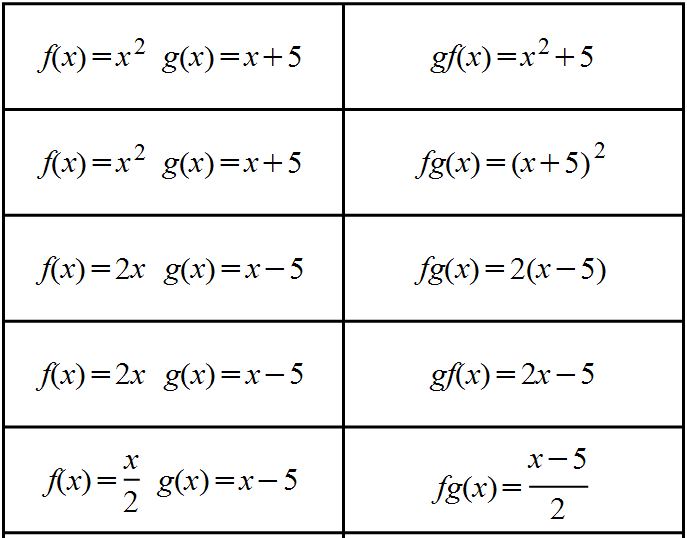 f(x)=x² g(x)=x+5 gf(x)=x²+5
f(x)=x² g(x)=x+5 fg(x)=(x+5)²
f(x)=2x g(x)=x−5 fg(x)=2(x−5)
f(x)=2x g(x)=x−5 gf(x)=2x−5
f(x)=x/2 g(x)=x−5 fg(x)=(x−5)/2